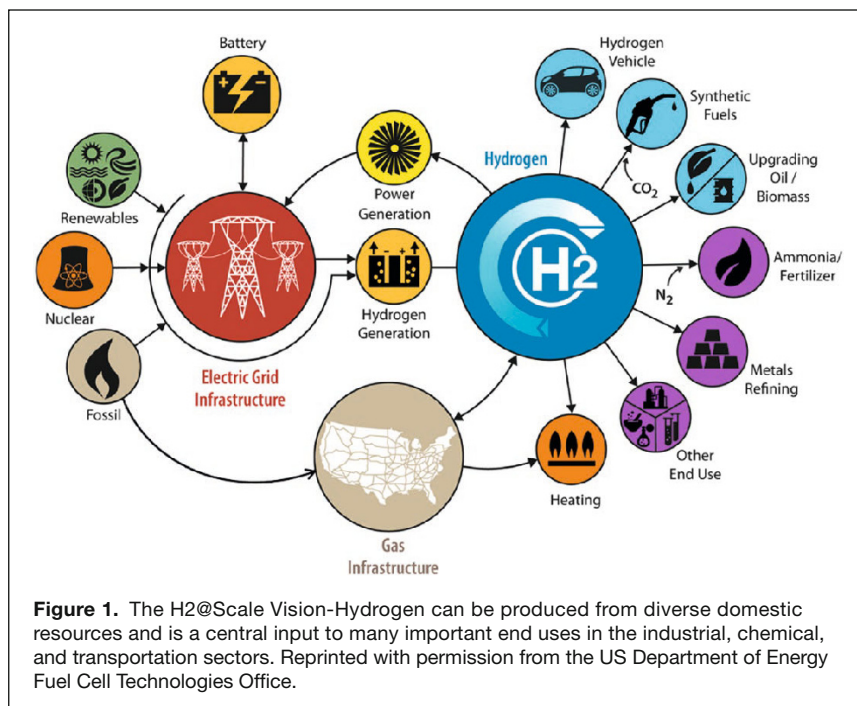 Battery
Hydrogen
Vehicle
Synthetic
Fuels
Hydrogen
CO2
Upgrading
Oil /
Biomass
Renewables
Power
Generation
H2
Ammonia/
Fertilizer
N2
Nuclear
Hydrogen
Generation
Metals
Refining
Fossil
Electric Grid
Infrastructure
Other
End Use
Heating
Gas
Infrastructure
Figure 1. The H2@Scale Vision-Hydrogen can be produced from diverse domestic
resources and is a central input to many important end uses in the industrial, chemical,
and transportation sectors. Reprinted with permission from the US Department of Energy
Fuel Cell Technologies Office.